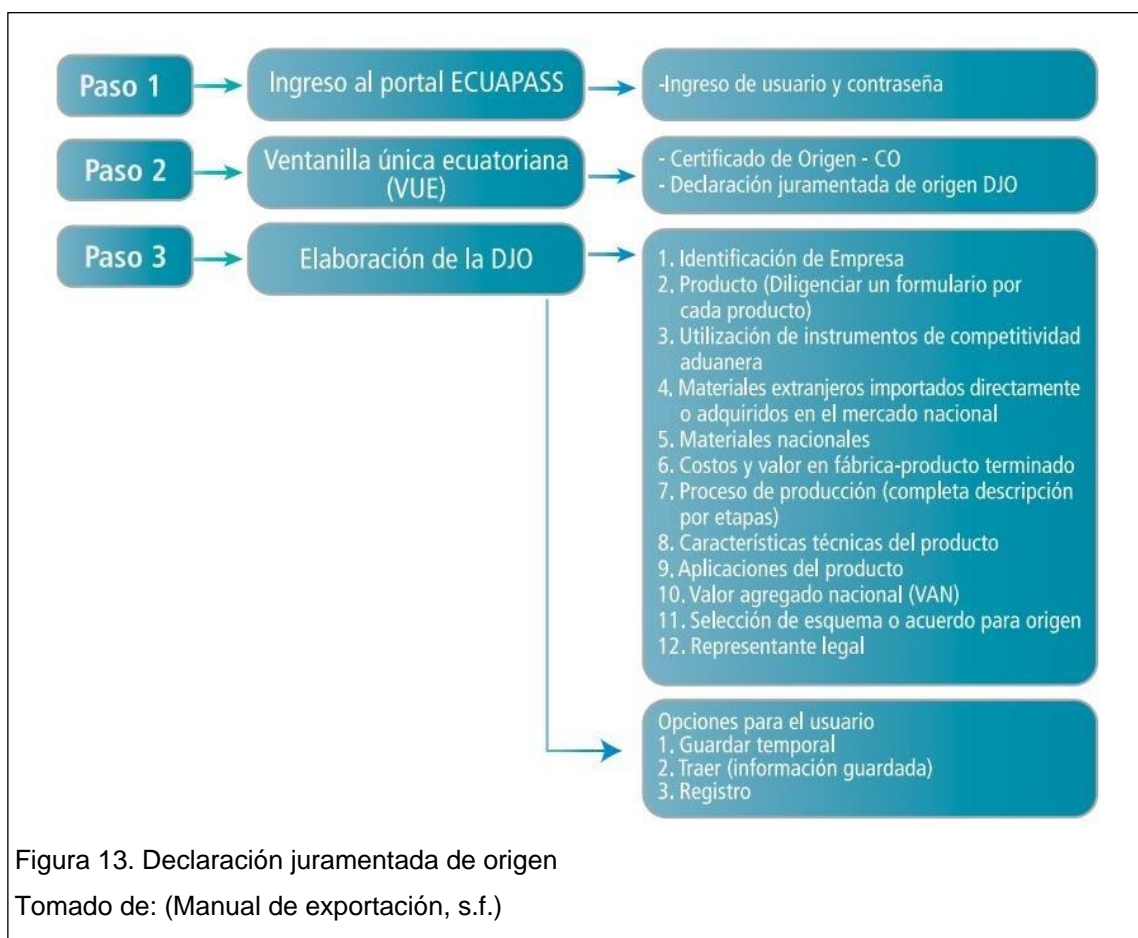 Paso 1
Ingreso al portal ECUAPASS
-Ingreso de usuario y contraseña
Paso 2
Ventanilla única ecuatoriana
(VUE)
- Certificado de Origen - CO
- Declaración juramentada de origen DJO
Paso 3
Elaboración de la DJO
1. Identificación de Empresa
2. Producto (Diligenciar un formulario por
cada producto)
3. Utilización de instrumentos de competitividad
aduanera
4. Materiales extranjeros importados directamente
o adquiridos en el mercado nacional
5. Materiales nacionales
6. Costos y valor en fábrica-producto terminado
7. Proceso de producción (completa descripción
por etapas)
8. Características técnicas del producto
9. Aplicaciones del producto
10. Valor agregado nacional (VAN)
11. Selección de esquema o acuerdo para origen
12. Representante legal
Opciones para el usuario
1. Guardar temporal
2. Traer (información guardada)
3. Registro
Figura 13. Declaración juramentada de origen
Tomado de: (Manual de exportación, s.f.)